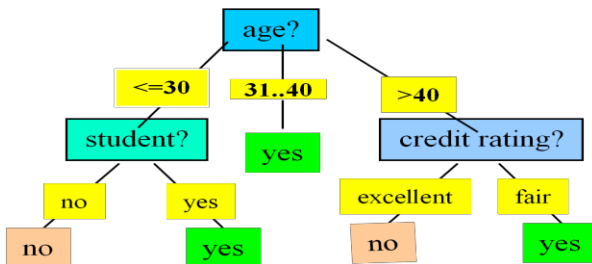 age?
<=30
31..40
>40
student?
yes
credit rating?
no
yes
excellent
fair
no
yes
no
yes